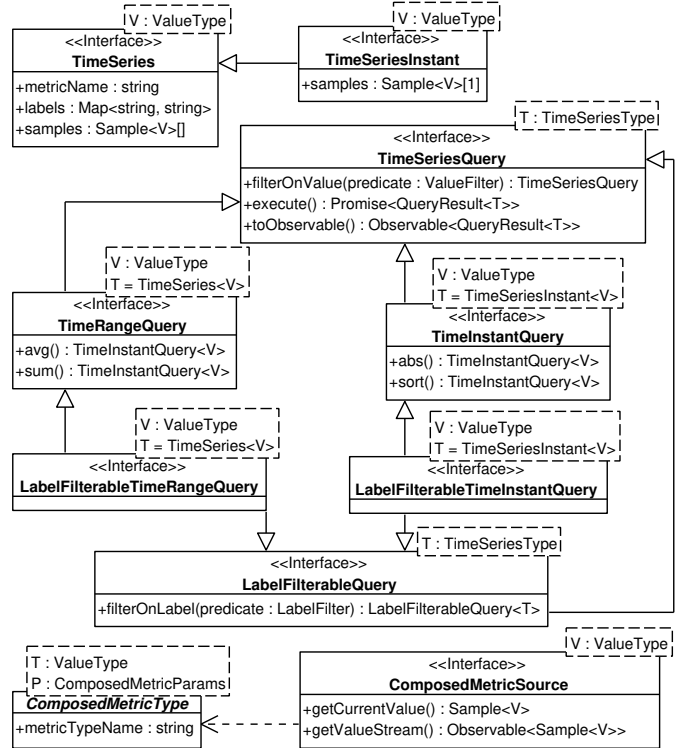 V : ValueType
<<Interface>>
TimeSeries
+metricName : string
+labels : Map<string, string>
+samples : Sample<V>[]
V : ValueType
<<Interface>>
TimeSeriesInstant
+samples : Sample<V>[1]
T : TimeSeriesType
<<Interface>>
TimeSeriesQuery
+filterOnValue(predicate : ValueFilter) : TimeSeriesQuery
+execute() : Promise<QueryResult<T>>
+toObservable() : Observable<QueryResult<T>>
V : ValueType
T = TimeSeries<V>
<<Interface>>
TimeRangeQuery
+avg() : TimeInstantQuery<V>
+sum() : TimeInstantQuery<V>
V : ValueType
T = TimeSeriesInstant<V>
<<Interface>>
TimeInstantQuery
+abs() : TimeInstantQuery<V>
+sort() : TimeInstantQuery<V>
V : ValueType
T = TimeSeries<V>
<<Interface>>
LabelFilterableTimeRangeQuery
V : ValueType
T = TimeSeriesInstant<V>
<<Interface>>
LabelFilterableTimeInstantQuery
T : TimeSeriesType
<<Interface>>
LabelFilterableQuery
+filterOnLabel(predicate : LabelFilter) : LabelFilterableQuery<T>
T : ValueType
P : ComposedMetricParams
ComposedMetricType
+metricTypeName : string
V : ValueType
<<Interface>>
ComposedMetricSource
+getCurrentValue() : Sample<V>
+getValueStream() : Observable<Sample<V>>